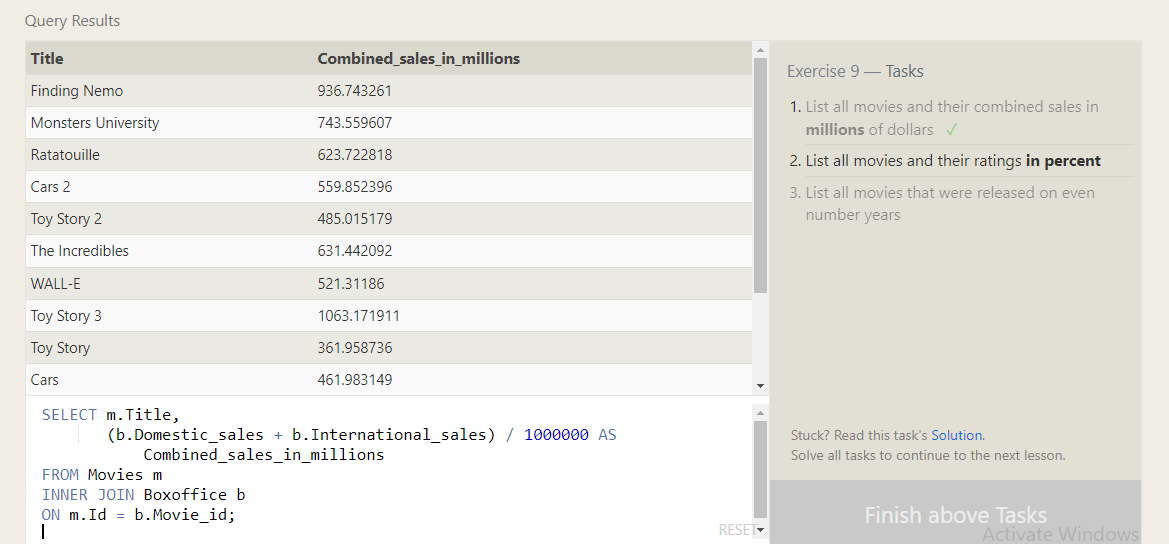 Query Results
Title Combined_sales_in_millions
Finding Nemo 936.743261
Monsters University 743.559607
Ratatouille 623.722818
Cars 2 559.852396
Toy Story 2 485.015179
The Incredibles 631.442092
WALL-E 521.31186
Toy Story 3 1063.171911
Toy Story 361.958736
Cars 461.983149
SELECT m.Title,
(b.Domestic_sales + b.International_sales) / 1000000 AS
Combined_sales_in_millions
FROM Movies m
INNER JOIN Boxoffice b
ON m.Id = b.Movie_id;
RESET
Exercise 9 — Tasks
1. List all movies and their combined sales in
millions of dollars ✓
2. List all movies and their ratings in percent
3. List all movies that were released on even
number years
Stuck? Read this task's Solution.
Solve all tasks to continue to the next lesson.
Finish above Tasks
Activate Windows